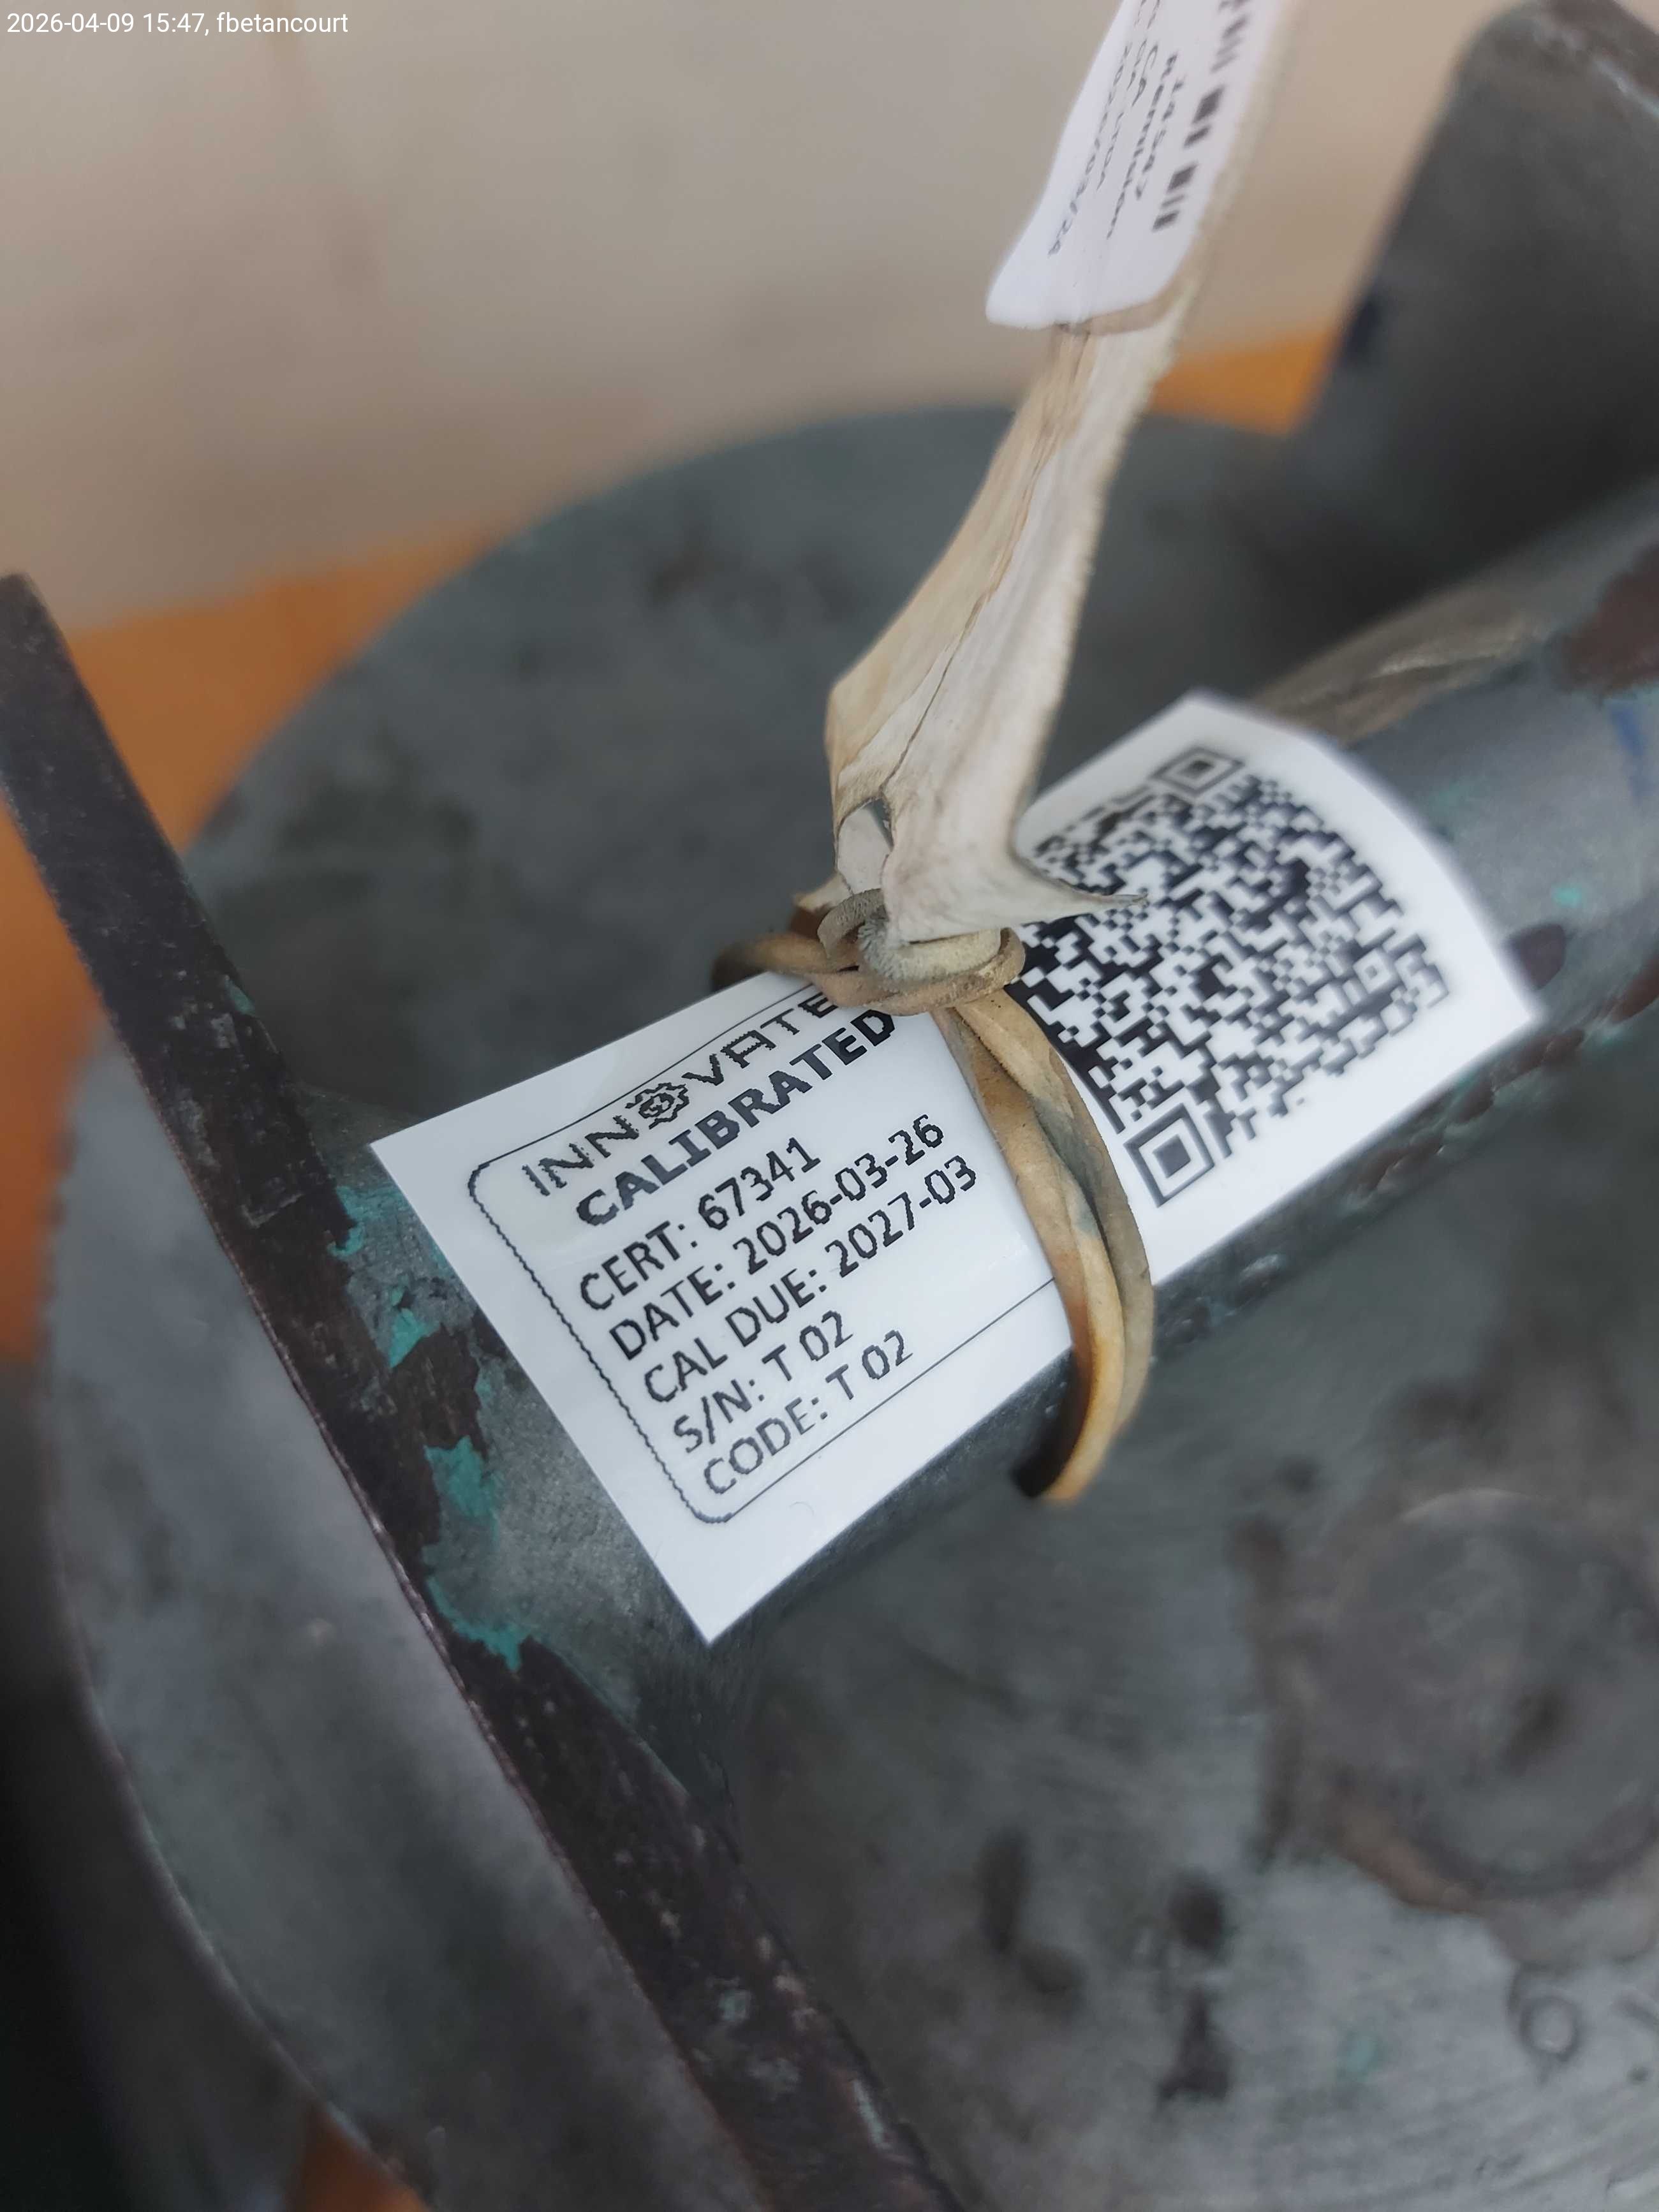 2026-04-09 15:47, fbetancourt
INNOVATE
CALIBRATED
CERT: 67341
DATE: 2026-03-26
CAL DUE: 2027-03
S/N: T 02
CODE: T 02